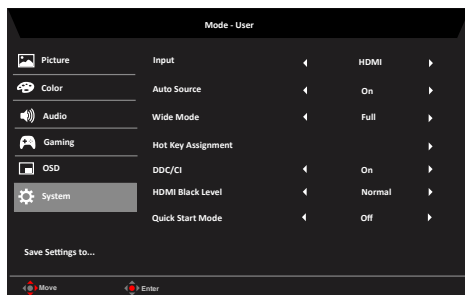 Mode - User
Picture
Color
Audio
Gaming
OSD
System
Save Settings to...
Input HDMI
Auto Source On
Wide Mode Full
Hot Key Assignment
DDC/CI On
HDMI Black Level Normal
Quick Start Mode Off
Move Enter